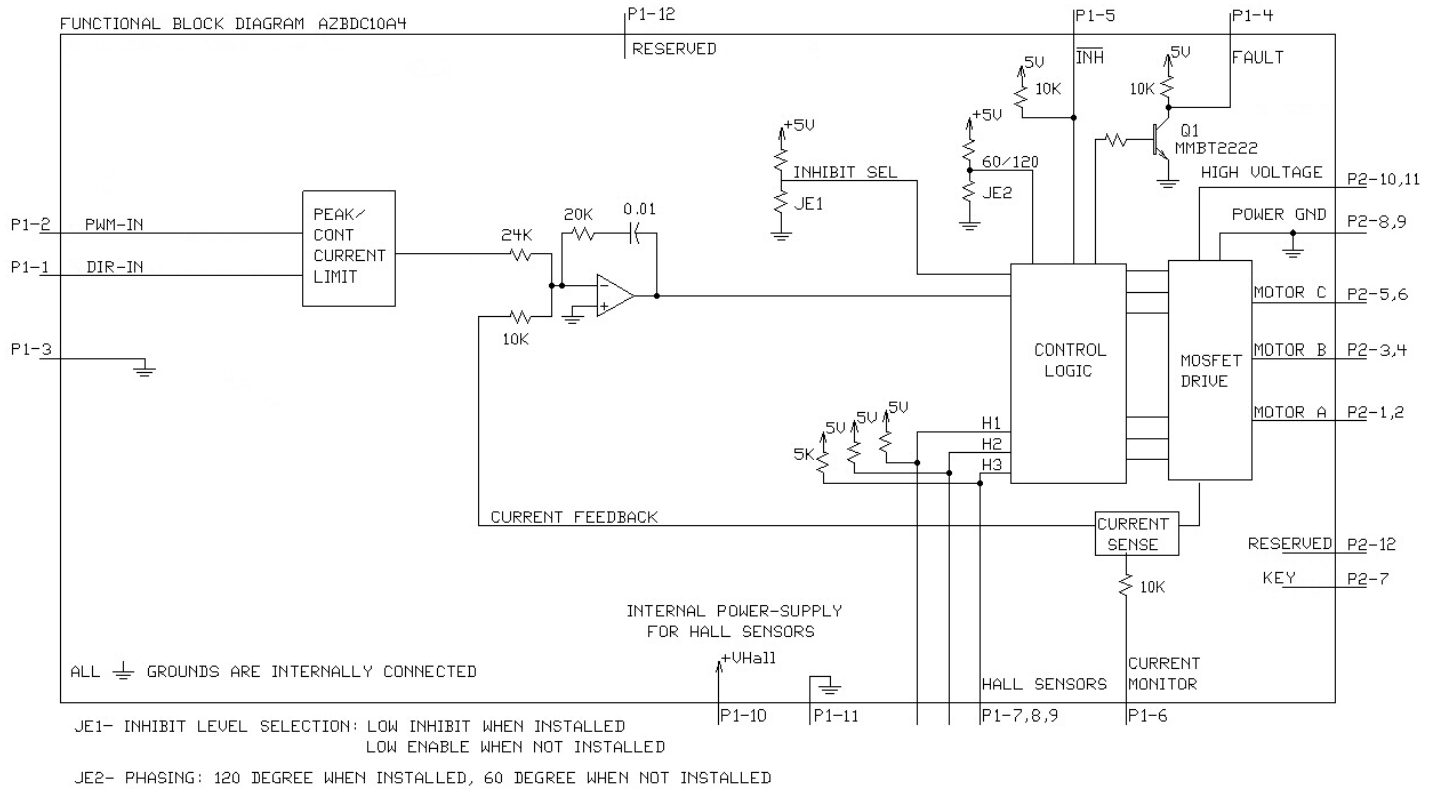 FUNCTIONAL BLOCK DIAGRAM AZBDC10A4
P1-12
RESERVED
P1-5
INH
P1-4
FAULT
5V
10K
5V
10K
Q1
MMBT2222
+5V
INHIBIT SEL
JE1
+5V
60/120
JE2
HIGH VOLTAGE
P2-10,11
POWER GND
P2-8,9
P1-2
PWM-IN
P1-1
DIR-IN
PEAK/
CONT
CURRENT
LIMIT
24K
20K
0.01
-
+
10K
P1-3
CONTROL
LOGIC
MOSFET
DRIVE
MOTOR C
P2-5,6
MOTOR B
P2-3,4
MOTOR A
P2-1,2
5V
5V
5V
5K
H1
H2
H3
CURRENT FEEDBACK
CURRENT
SENSE
10K
RESERVED
P2-12
KEY
P2-7
INTERNAL POWER-SUPPLY
FOR HALL SENSORS
+VHall
ALL GROUNDS ARE INTERNALLY CONNECTED
HALL SENSORS
CURRENT
MONITOR
P1-10
P1-11
P1-7,8,9
P1-6
JE1- INHIBIT LEVEL SELECTION: LOW INHIBIT WHEN INSTALLED
LOW ENABLE WHEN NOT INSTALLED
JE2- PHASING: 120 DEGREE WHEN INSTALLED, 60 DEGREE WHEN NOT INSTALLED